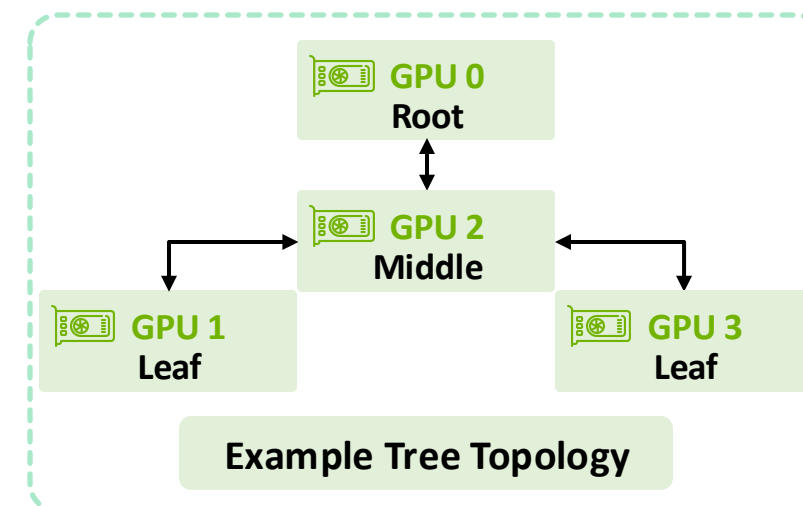 GPU 0
Root
GPU 2
Middle
GPU 1
Leaf
GPU 3
Leaf
Example Tree Topology